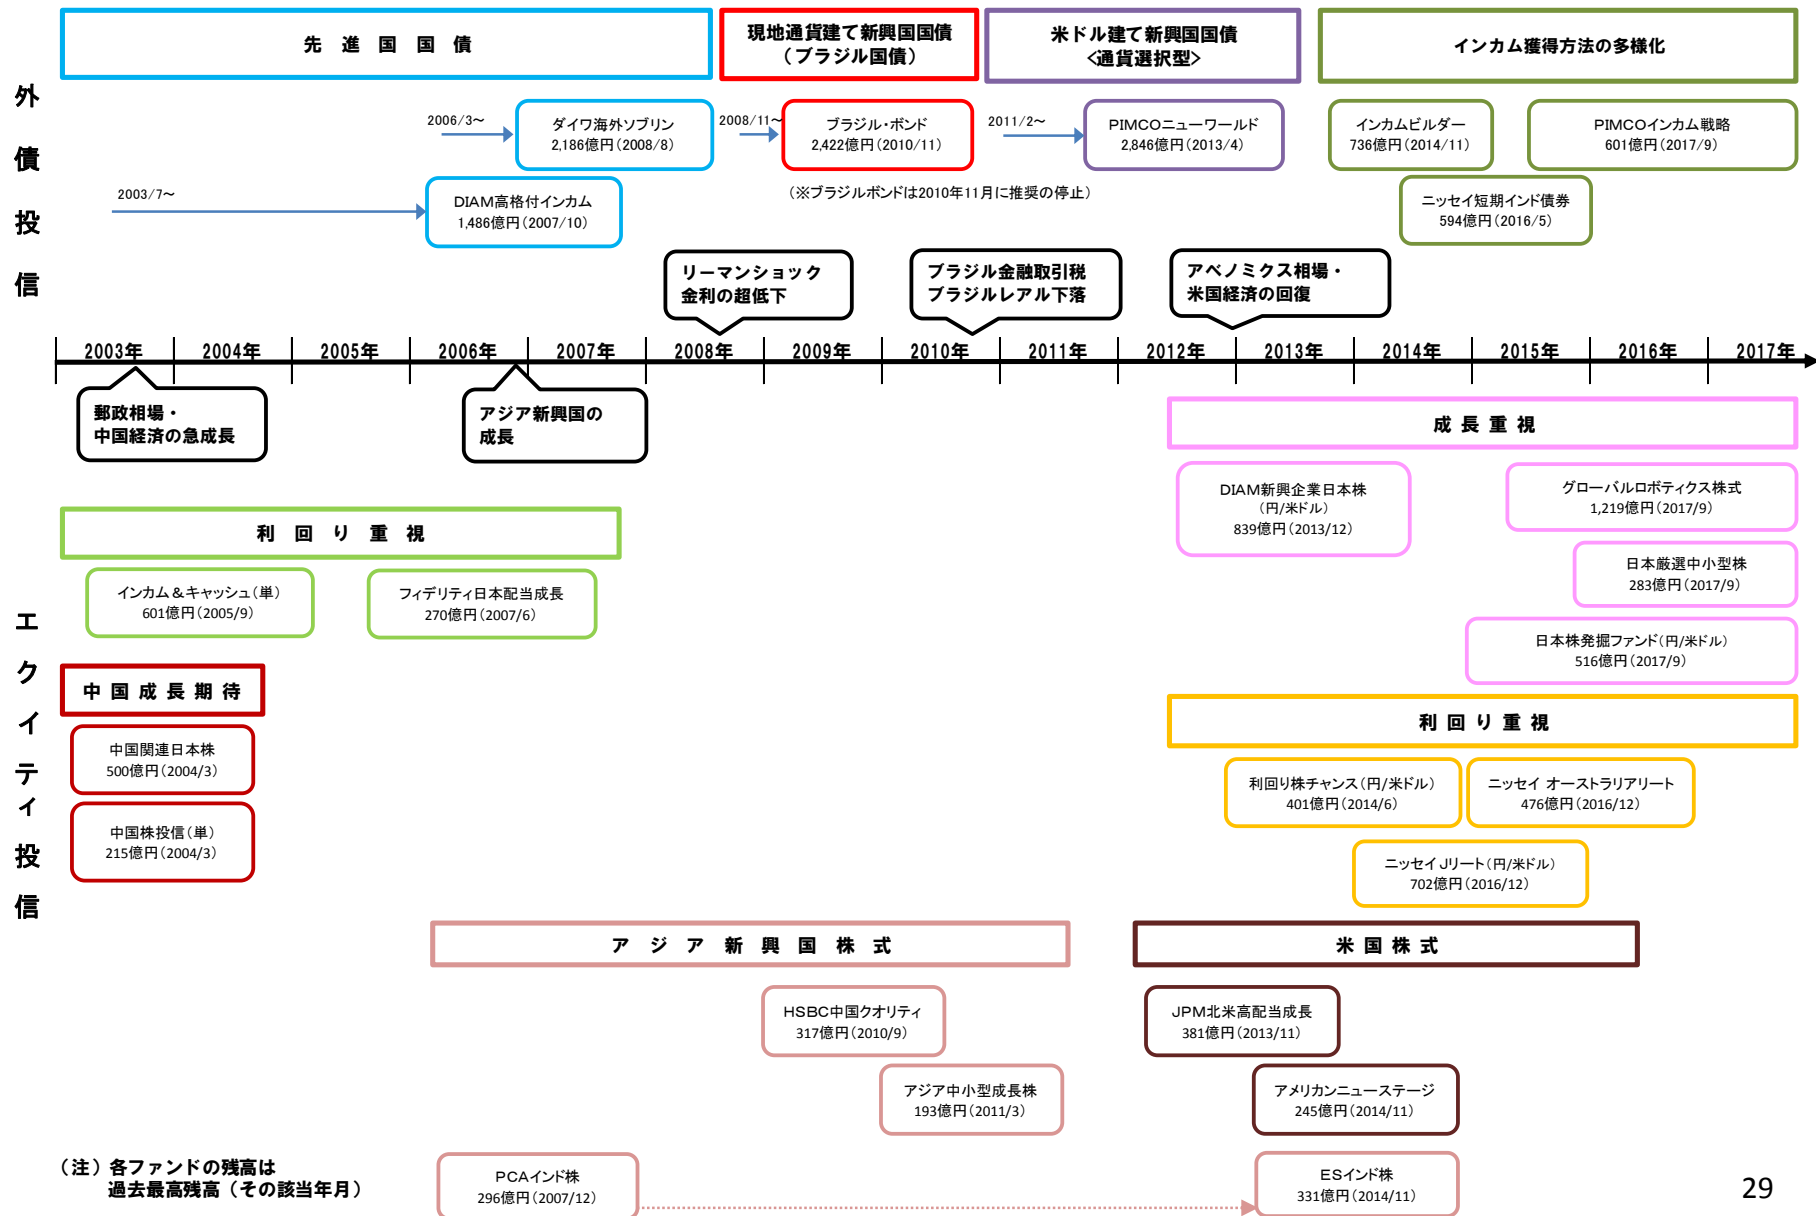 先進国国債
現地通貨建て新興国国債
（ブラジル国債）
米ドル建て新興国国債
<通貨選択型>
インカム獲得方法の多様化
外債投信
2006/3～
ダイワ海外ソブリン
2,186億円（2008/8）
2008/11～
ブラジル・ボンド
2,422億円（2010/11）
2011/2～
PIMCOニューワールド
2,846億円（2013/4）
インカムビルダー
736億円（2014/11）
PIMCOインカム戦略
601億円（2017/9）
2003/7～
DIAM高格付インカム
1,486億円（2007/10）
（※ブラジルボンドは2010年11月に推奨の停止）
ニッセイ短期インド債券
594億円（2016/5）
リーマンショック
金利の超低下
ブラジル金融取引税
ブラジルレアル下落
アベノミクス相場・
米国経済の回復
2003年 2004年 2005年 2006年 2007年 2008年 2009年 2010年 2011年 2012年 2013年 2014年 2015年 2016年 2017年
郵政相場・
中国経済の急成長
アジア新興国の
成長
エクイティ投信
成長重視
DIAM新興企業日本株
（円/米ドル）
839億円（2013/12）
グローバルロボティクス株式
1,219億円（2017/9）
日本厳選中小型株
283億円（2017/9）
日本株発掘ファンド（円/米ドル）
516億円（2017/9）
利回り重視
インカム＆キャッシュ（単）
601億円（2005/9）
フィデリティ日本配当成長
270億円（2007/6）
中国成長期待
中国関連日本株
500億円（2004/3）
中国株投信（単）
215億円（2004/3）
利回り重視
利回り株チャンス（円/米ドル）
401億円（2014/6）
ニッセイ オーストラリアリート
476億円（2016/12）
ニッセイJリート（円/米ドル）
702億円（2016/12）
アジア新興国株式
米国株式
HSBC中国クオリティ
317億円（2010/9）
JPM北米高配当成長
381億円（2013/11）
アジア中小型成長株
193億円（2011/3）
アメリカンニューステージ
245億円（2014/11）
PCAインド株
296億円（2007/12）
ESインド株
331億円（2014/11）
（注）各ファンドの残高は
過去最高残高（その該当年月）
29